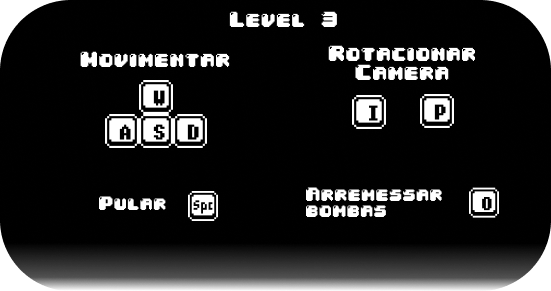 Level 3
Movimentar
W
A S D
Rotacionar
Camera
I P
Pular Spc
Arremessar
bombas O